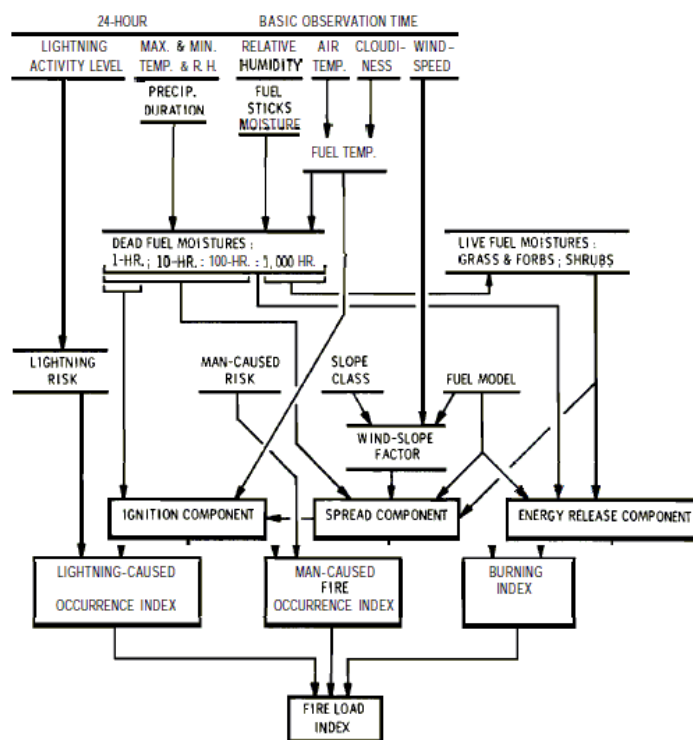 24-HOUR BASIC OBSERVATION TIME
LIGHTNING MAX. & MIN. RELATIVE AIR CLOUDI- WIND-
ACTIVITY LEVEL TEMP. & R. H. HUMIDITY TEMP. NESS SPEED
PRECIP. FUEL
DURATION STICKS
MOISTURE
FUEL TEMP.
DEAD FUEL MOISTURES :
1-HR. ; 10-HR. : 100-HR. : 1,000 HR.
LIVE FUEL MOISTURES :
GRASS & FORBS ; SHRUBS
LIGHTNING MAN-CAUSED SLOPE FUEL MODEL
RISK RISK CLASS
WIND-SLOPE
FACTOR
IGNITION COMPONENT SPREAD COMPONENT ENERGY RELEASE COMPONENT
LIGHTNING-CAUSED
OCCURRENCE INDEX
MAN-CAUSED
FIRE
OCCURRENCE INDEX
BURNING
INDEX
FIRE LOAD
INDEX